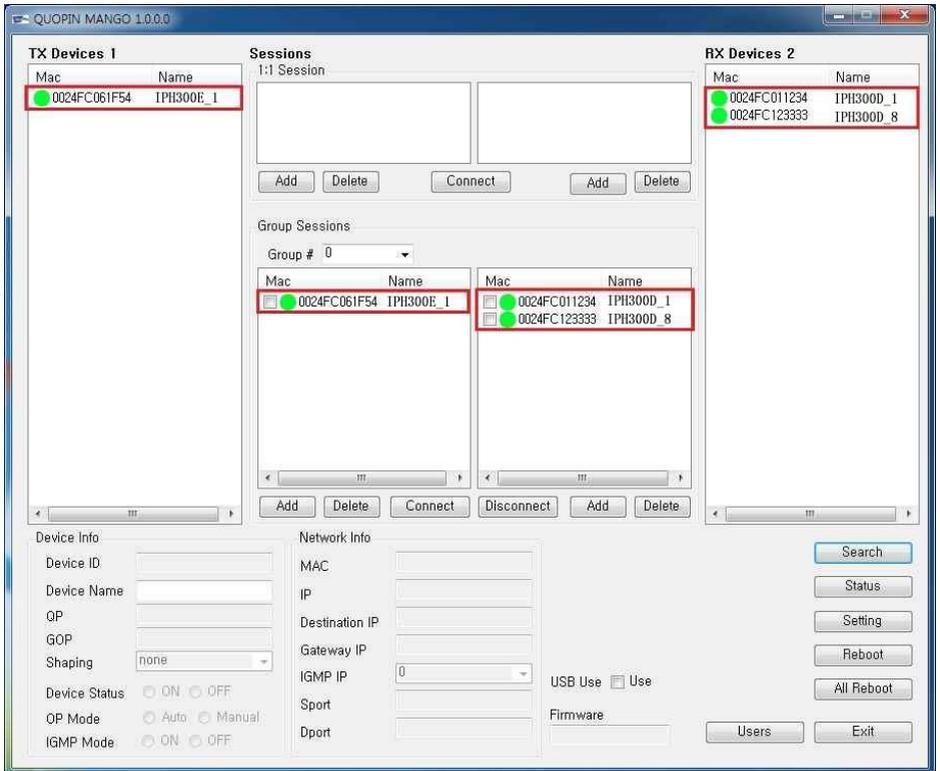 QUOPIN MANGO 1.0.0.0
TX Devices 1
Mac Name
0024FC061F54 IPH300E_1
Sessions
1:1 Session
Add Delete Connect Add Delete
Group Sessions
Group # 0
Mac Name
0024FC061F54 IPH300E_1
Mac Name
0024FC011234 IPH300D_1
0024FC123333 IPH300D_8
Add Delete Connect Disconnect Add Delete
RX Devices 2
Mac Name
0024FC011234 IPH300D_1
0024FC123333 IPH300D_8
Device Info
Device ID
Device Name
QP
GOP
Shaping none
Device Status ON OFF
OP Mode Auto Manual
IGMP Mode ON OFF
Network Info
MAC
IP
Destination IP
Gateway IP
IGMP IP 0
Sport
Dport
USB Use Use
Firmware
Search
Status
Setting
Reboot
All Reboot
Users Exit